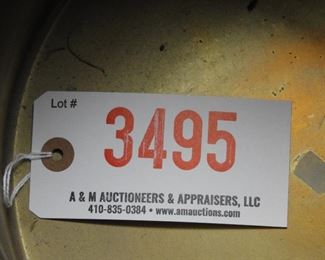 Lot #
3495
A & M AUCTIONEERS & APPRAISERS, LLC
410-835-0384 • www.amauctions.com